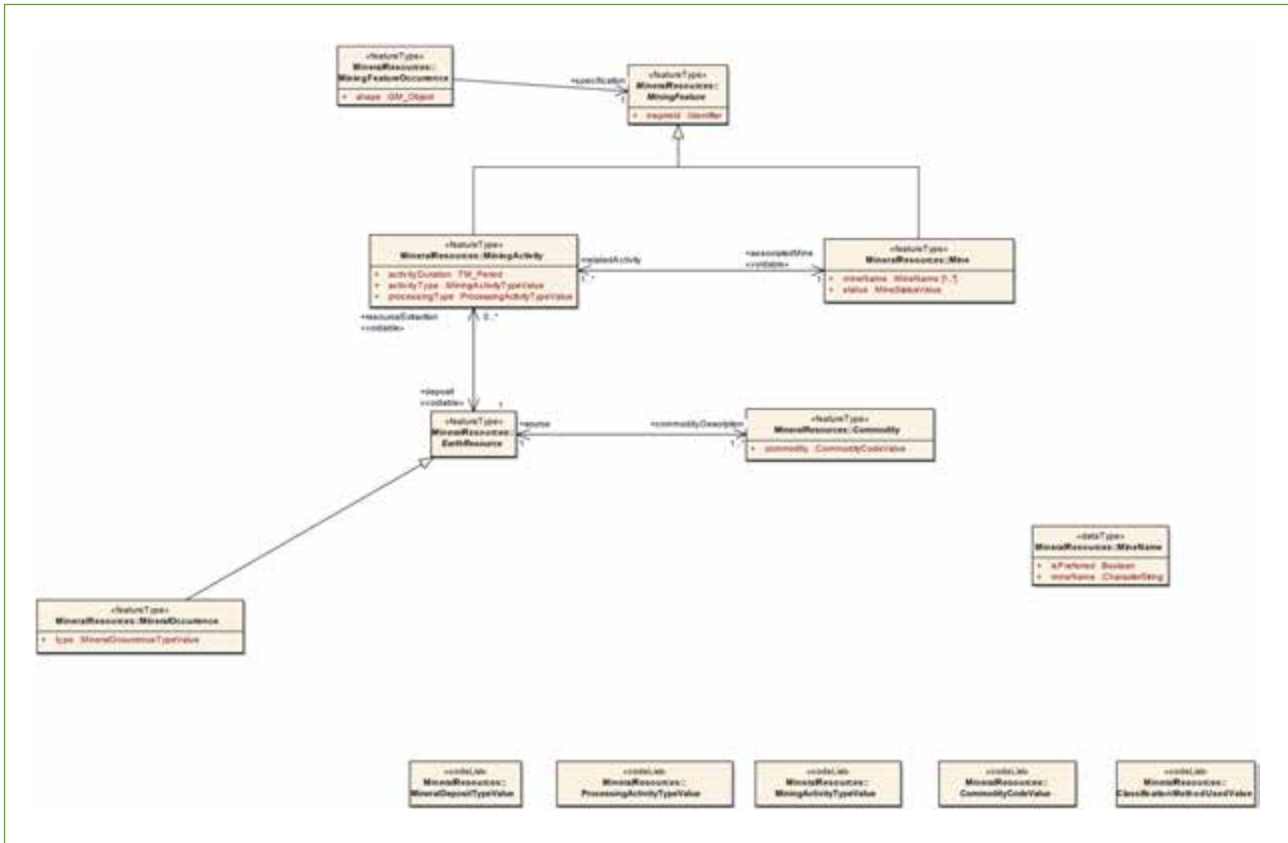 «featureType»
MineralResources::
MiningFeatureOccurrence
+ shape :GM_Object
+specification
1
«featureType»
MineralResources::
MiningFeature
+ inspireId :Identifier
«featureType»
MineralResources::MiningActivity
+ activityDuration :TM_Period
+ activityType :MiningActivityTypeValue
+ processingType :ProcessingActivityTypeValue
+relatedActivity
1..*
+associatedMine
«voidable»
1
«featureType»
MineralResources::Mine
+ mineName :MineName [1..*]
+ status :MineStatusValue
+resourceExtraction
«voidable»
0..*
+deposit
«voidable»
1
«featureType»
MineralResources::
EarthResource
+source
1
+commodityDescription
1..
«featureType»
MineralResources::Commodity
+ commodity :CommodityCodeValue
«dataType»
MineralResources::MineName
+ isPreferred :Boolean
+ mineName :CharacterString
«featureType»
MineralResources::MineralOccurrence
+ type :MineralOccurrenceTypeValue
«codeList»
MineralResources::
MineralDepositTypeValue
«codeList»
MineralResources::
ProcessingActivityTypeValue
«codeList»
MineralResources::
MiningActivityTypeValue
«codeList»
MineralResources::
CommodityCodeValue
«codeList»
MineralResources::
ClassificationMethodUsedValue